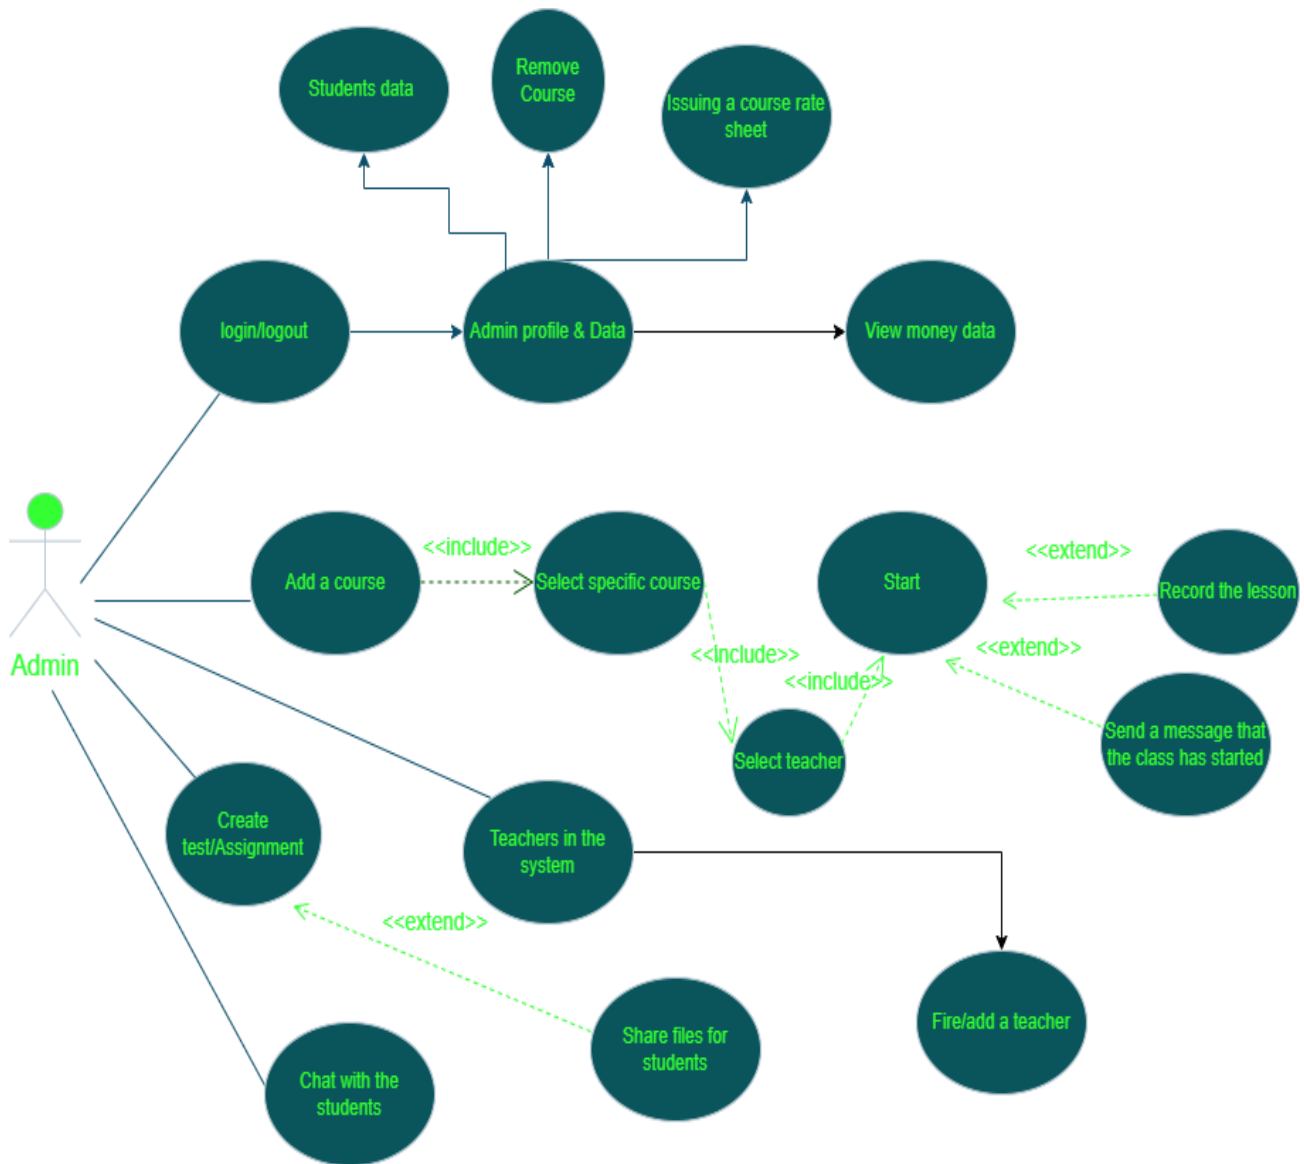 Students data
Remove
Course
Issuing a course rate
sheet
login/logout
Admin profile & Data
View money data
Admin
Add a course
<<include>>
Select specific course
Start
<<extend>>
Record the lesson
<<include>>
<<include>>
<<extend>>
Select teacher
Send a message that
the class has started
Create
test/Assignment
Teachers in the
system
<<extend>>
Share files for
students
Fire/add a teacher
Chat with the
students